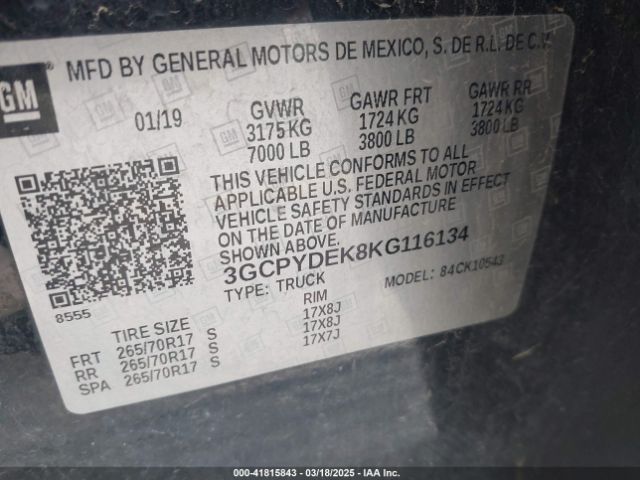 GM
MFD BY GENERAL MOTORS DE MEXICO, S. DE R.L. DE C.V.
01/19
GVWR
3175 KG
7000 LB
GAWR FRT
1724 KG
3800 LB
GAWR RR
1724 KG
3800 LB
THIS VEHICLE CONFORMS TO ALL
APPLICABLE U.S. FEDERAL MOTOR
VEHICLE SAFETY STANDARDS IN EFFECT
ON THE DATE OF MANUFACTURE
SHOWN ABOVE.
3GCPYDEK8KG116134
TYPE: TRUCK
MODEL: 84CK10543
8555
TIRE SIZE
RIM
FRT 265/70R17 S 17X8J
RR 265/70R17 S 17X8J
SPA 265/70R17 S 17X7J
000-41815843 / 03/18/2025 - IAA Inc.